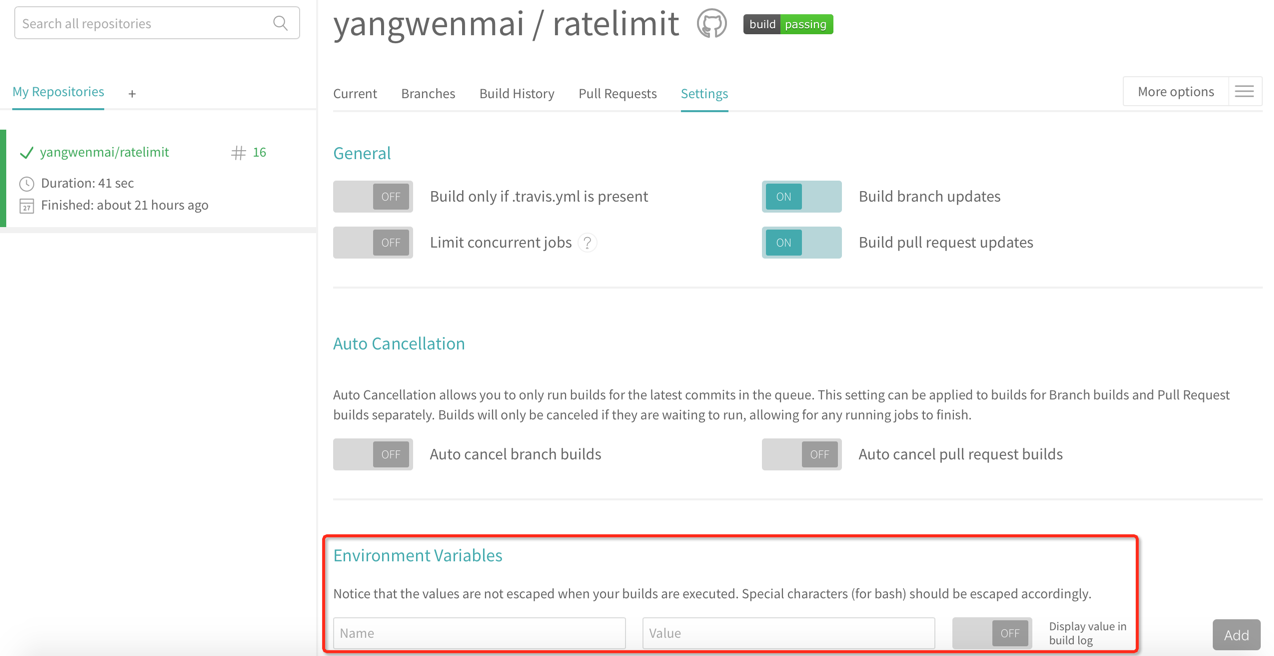 Search all repositories
My Repositories +
yangwenmai/ratelimit # 16
Duration: 41 sec
27 Finished: about 21 hours ago
yangwenmai / ratelimit build passing
Current Branches Build History Pull Requests Settings More options
General
OFF Build only if .travis.yml is present ON Build branch updates
OFF Limit concurrent jobs ? ON Build pull request updates
Auto Cancellation
Auto Cancellation allows you to only run builds for the latest commits in the queue. This setting can be applied to builds for Branch builds and Pull Request
builds separately. Builds will only be canceled if they are waiting to run, allowing for any running jobs to finish.
OFF Auto cancel branch builds OFF Auto cancel pull request builds
Environment Variables
Notice that the values are not escaped when your builds are executed. Special characters (for bash) should be escaped accordingly.
Name Value OFF Display value in
build log Add